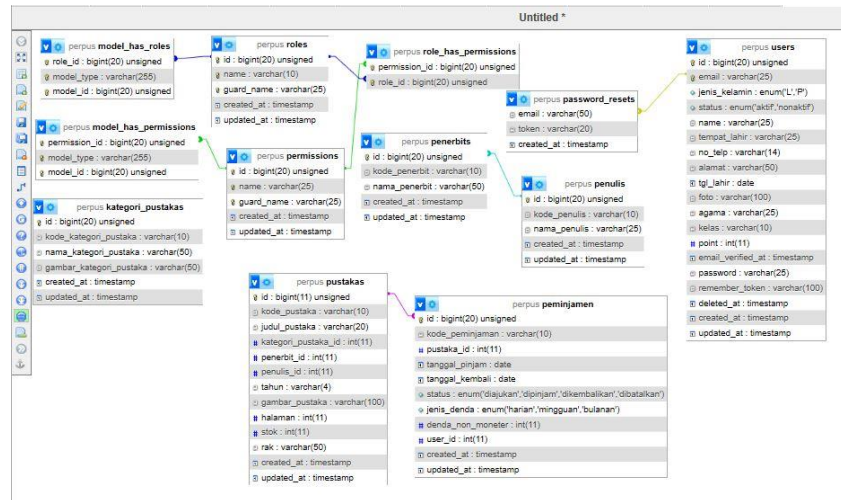 Untitled *
perpus model_has_roles
role_id : bigint(20) unsigned
model_type : varchar(255)
model_id : bigint(20) unsigned
perpus roles
id : bigint(20) unsigned
name : varchar(10)
guard_name : varchar(25)
created_at : timestamp
updated_at : timestamp
perpus role_has_permissions
permission_id : bigint(20) unsigned
role_id : bigint(20) unsigned
perpus users
id : bigint(20) unsigned
email : varchar(25)
jenis_kelamin : enum('L','P')
status : enum('aktif','nonaktif')
name : varchar(25)
tempat_lahir : varchar(25)
no_telp : varchar(14)
alamat : varchar(50)
tgl_lahir : date
foto : varchar(100)
agama : varchar(25)
kelas : varchar(10)
point : int(11)
email_verified_at : timestamp
password : varchar(25)
remember_token : varchar(100)
deleted_at : timestamp
created_at : timestamp
updated_at : timestamp
perpus password_resets
email : varchar(50)
token : varchar(20)
created_at : timestamp
perpus model_has_permissions
permission_id : bigint(20) unsigned
model_type : varchar(255)
model_id : bigint(20) unsigned
perpus permissions
id : bigint(20) unsigned
name : varchar(25)
guard_name : varchar(25)
created_at : timestamp
updated_at : timestamp
perpus penerbits
id : bigint(20) unsigned
kode_penerbit : varchar(10)
nama_penerbit : varchar(50)
created_at : timestamp
updated_at : timestamp
perpus penulis
id : bigint(20) unsigned
kode_penulis : varchar(10)
nama_penulis : varchar(25)
created_at : timestamp
updated_at : timestamp
perpus kategori_pustakas
id : bigint(20) unsigned
kode_kategori_pustaka : varchar(10)
nama_kategori_pustaka : varchar(50)
gambar_kategori_pustaka : varchar(50)
created_at : timestamp
updated_at : timestamp
perpus pustakas
id : bigint(11) unsigned
kode_pustaka : varchar(10)
judul_pustaka : varchar(20)
kategori_pustaka_id : int(11)
penerbit_id : int(11)
penulis_id : int(11)
tahun : varchar(4)
gambar_pustaka : varchar(100)
halaman : int(11)
stok : int(11)
rak : varchar(50)
created_at : timestamp
updated_at : timestamp
perpus peminjamen
id : bigint(20) unsigned
kode_peminjaman : varchar(10)
pustaka_id : int(11)
tanggal_pinjam : date
tanggal_kembali : date
status : enum('diajukan','dipinjam','dikembalikan','dibatalkan')
jenis_denda : enum('harian','mingguan','bulanan')
denda_non_moneter : int(11)
user_id : int(11)
created_at : timestamp
updated_at : timestamp